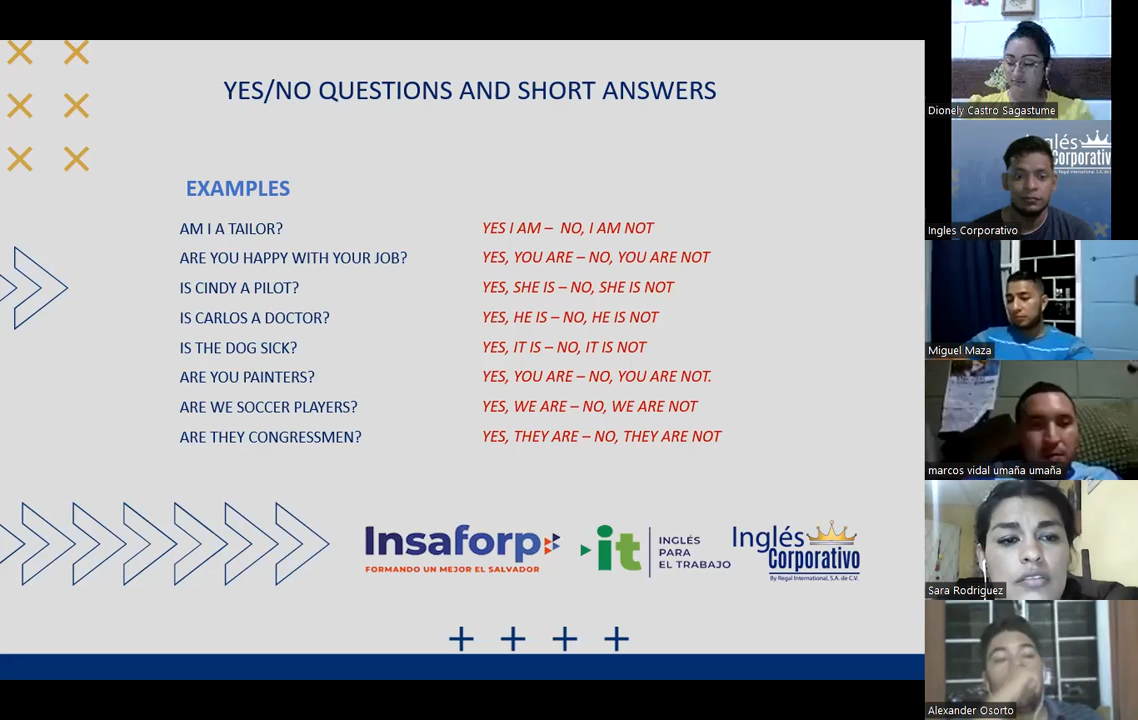 YES/NO QUESTIONS AND SHORT ANSWERS
EXAMPLES
AM I A TAILOR? YES I AM – NO, I AM NOT
ARE YOU HAPPY WITH YOUR JOB? YES, YOU ARE – NO, YOU ARE NOT
IS CINDY A PILOT? YES, SHE IS – NO, SHE IS NOT
IS CARLOS A DOCTOR? YES, HE IS – NO, HE IS NOT
IS THE DOG SICK? YES, IT IS – NO, IT IS NOT
ARE YOU PAINTERS? YES, YOU ARE – NO, YOU ARE NOT.
ARE WE SOCCER PLAYERS? YES, WE ARE – NO, WE ARE NOT
ARE THEY CONGRESSMEN? YES, THEY ARE – NO, THEY ARE NOT
Insaforp
FORMANDO UN MEJOR EL SALVADOR
it
INGLÉS
PARA
EL TRABAJO
Inglés
Corporativo
By Regal International, S.A. de C.V.
Dionely Castro Sagastume
Inglés
Corporativo
Ingles Corporativo
Miguel Maza
marcos vidal umaña umaña
Sara Rodriguez
Alexander Osorto